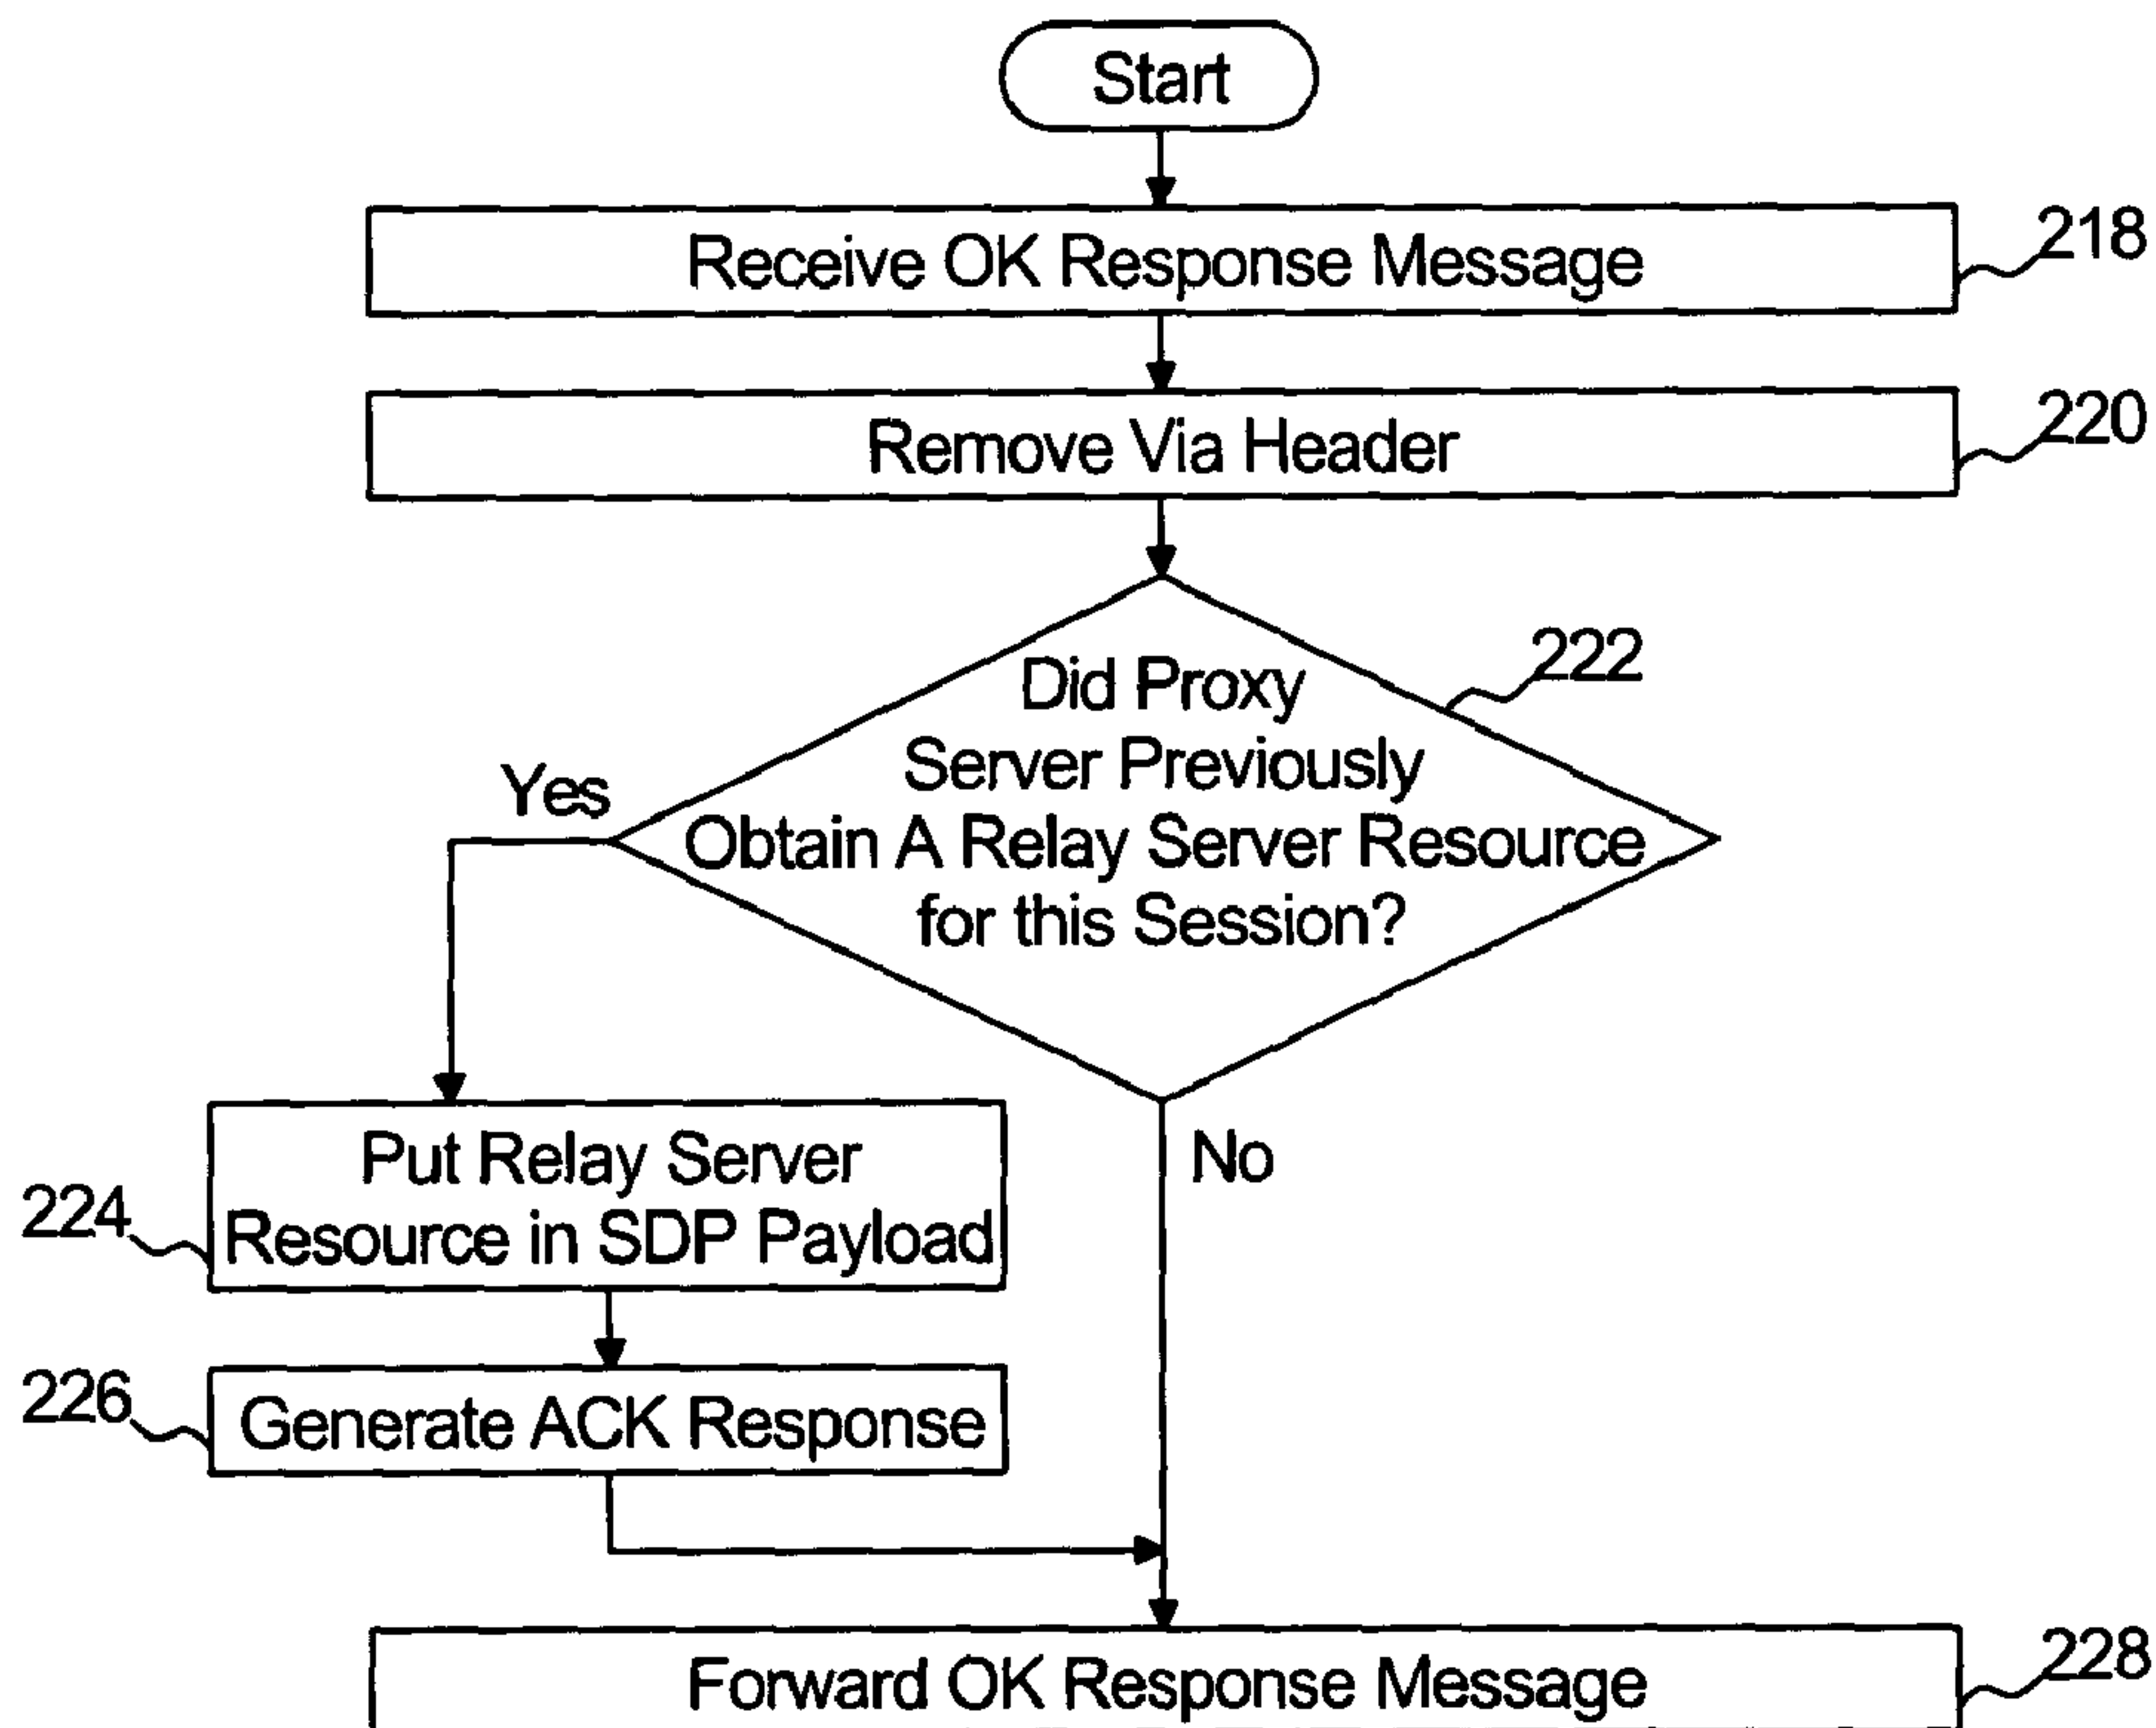 Start
Receive OK Response Message
218
Remove Via Header
220
Did Proxy
Server Previously
Obtain A Relay Server Resource
for this Session?
222
Yes
No
Put Relay Server
Resource in SDP Payload
224
Generate ACK Response
226
Forward OK Response Message
228